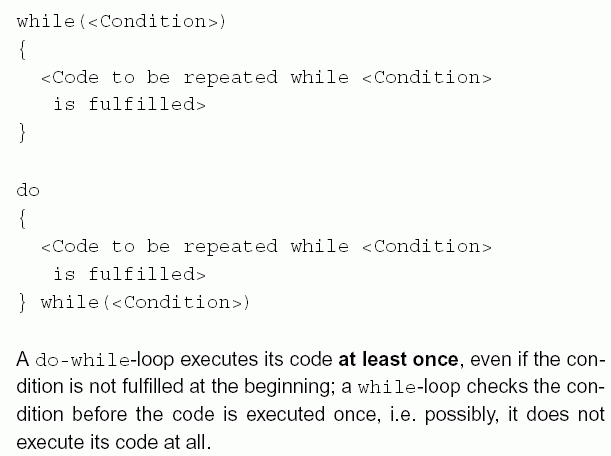 while(<Condition>)
{
<Code to be repeated while <Condition>
is fulfilled>
}
do
{
<Code to be repeated while <Condition>
is fulfilled>
} while(<Condition>)
A do-while-loop executes its code at least once, even if the con-
dition is not fulfilled at the beginning; a while-loop checks the con-
dition before the code is executed once, i.e. possibly, it does not
execute its code at all.